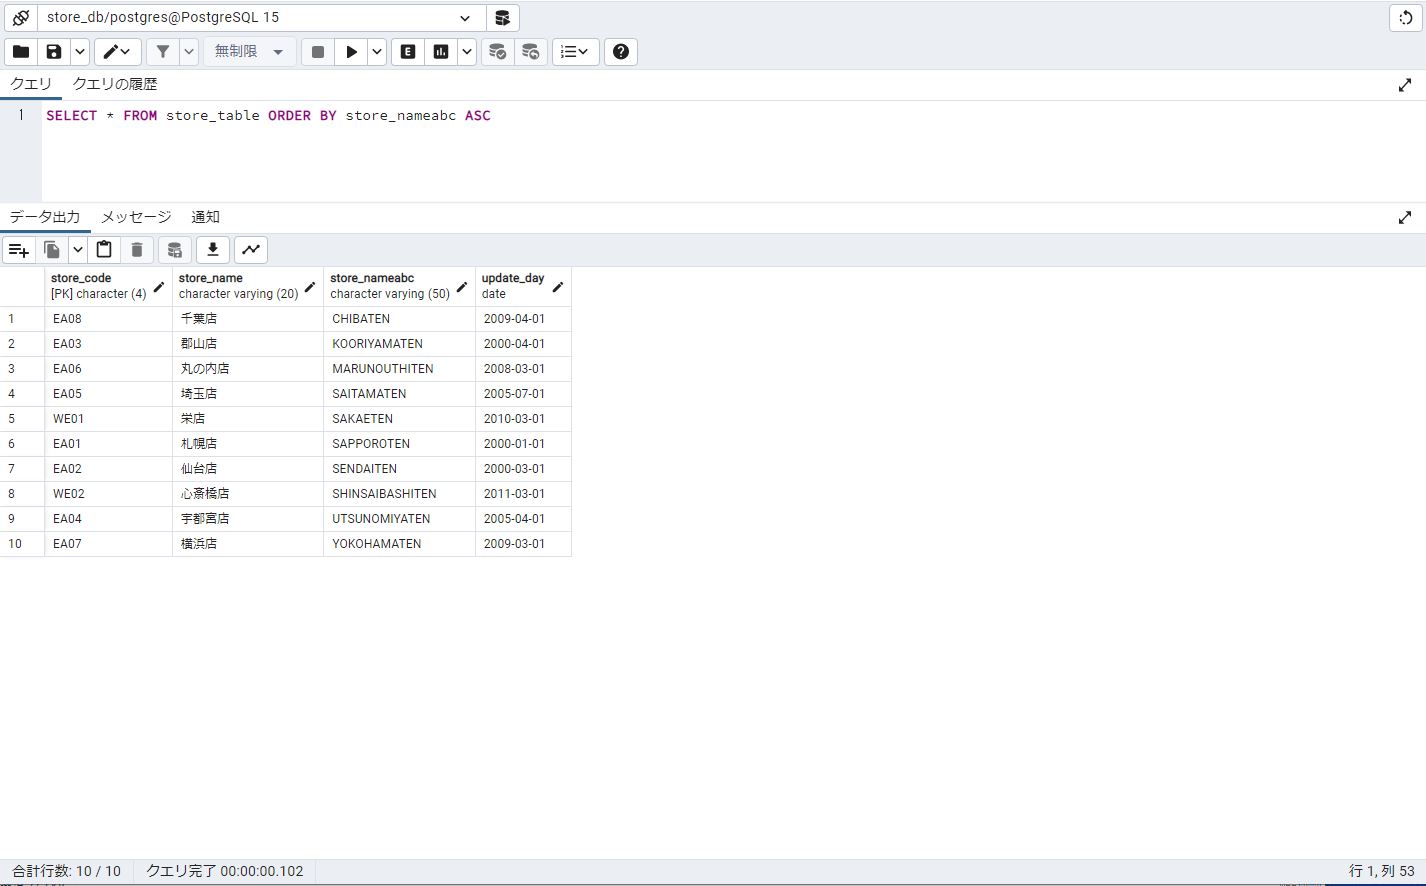 store_db/postgres@PostgreSQL 15
無制限
クエリ クエリの履歴
1 SELECT * FROM store_table ORDER BY store_nameabc ASC
データ出力 メッセージ 通知
store_code store_name store_nameabc update_day
[PK] character (4) character varying (20) character varying (50) date
1 EA08 千葉店 CHIBATEN 2009-04-01
2 EA03 郡山店 KOORIYAMATEN 2000-04-01
3 EA06 丸の内店 MARUNOUTHITEN 2008-03-01
4 EA05 埼玉店 SAITAMATEN 2005-07-01
5 WE01 栄店 SAKAETEN 2010-03-01
6 EA01 札幌店 SAPPOROTEN 2000-01-01
7 EA02 仙台店 SENDAITEN 2000-03-01
8 WE02 心斎橋店 SHINSAIBASHITEN 2011-03-01
9 EA04 宇都宮店 UTSUNOMIYATEN 2005-04-01
10 EA07 横浜店 YOKOHAMATEN 2009-03-01
合計行数: 10 / 10 クエリ完了 00:00:00.102 行 1, 列 53